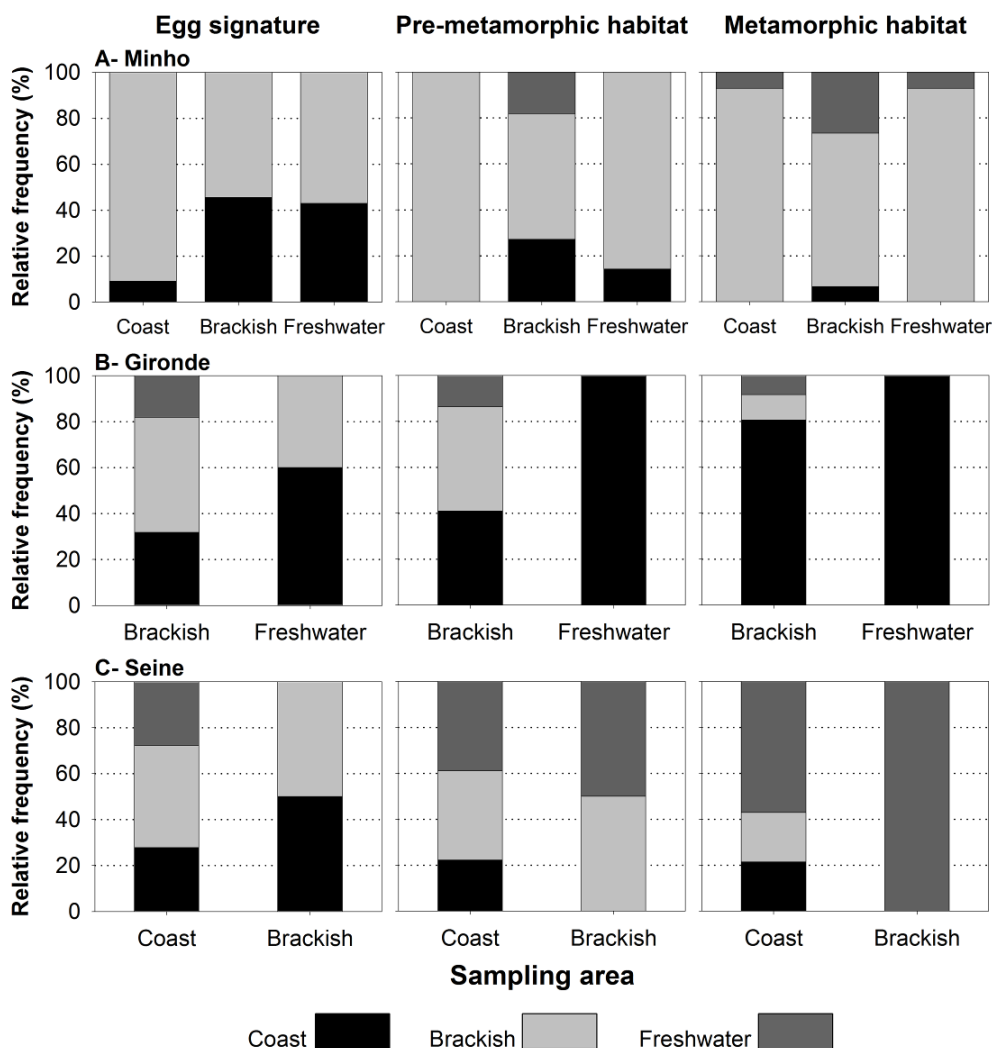 Egg signature Pre-metamorphic habitat Metamorphic habitat
A- Minho
Relative frequency (%)
100
80
60
40
20
0
Coast Brackish Freshwater Coast Brackish Freshwater Coast Brackish Freshwater
B- Gironde
Relative frequency (%)
100
80
60
40
20
0
Brackish Freshwater Brackish Freshwater Brackish Freshwater
C- Seine
Relative frequency (%)
100
80
60
40
20
0
Coast Brackish Coast Brackish Coast Brackish
Sampling area
Coast Brackish Freshwater